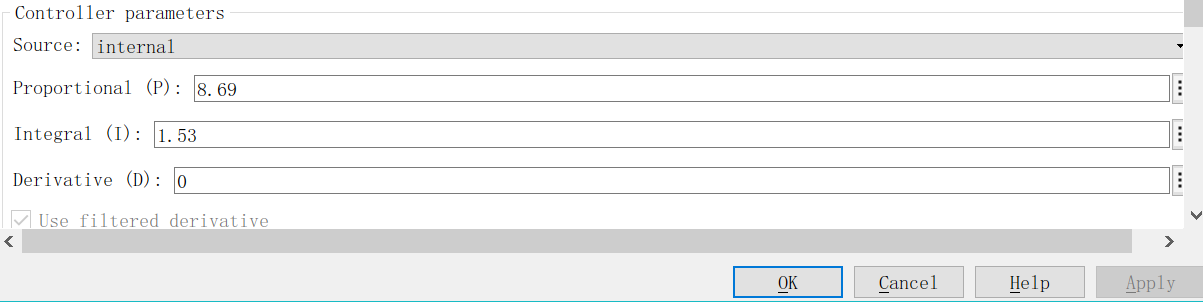 Controller parameters
Source: internal
Proportional (P): 8.69
Integral (I): 1.53
Derivative (D): 0
Use filtered derivative
OK Cancel Help Apply